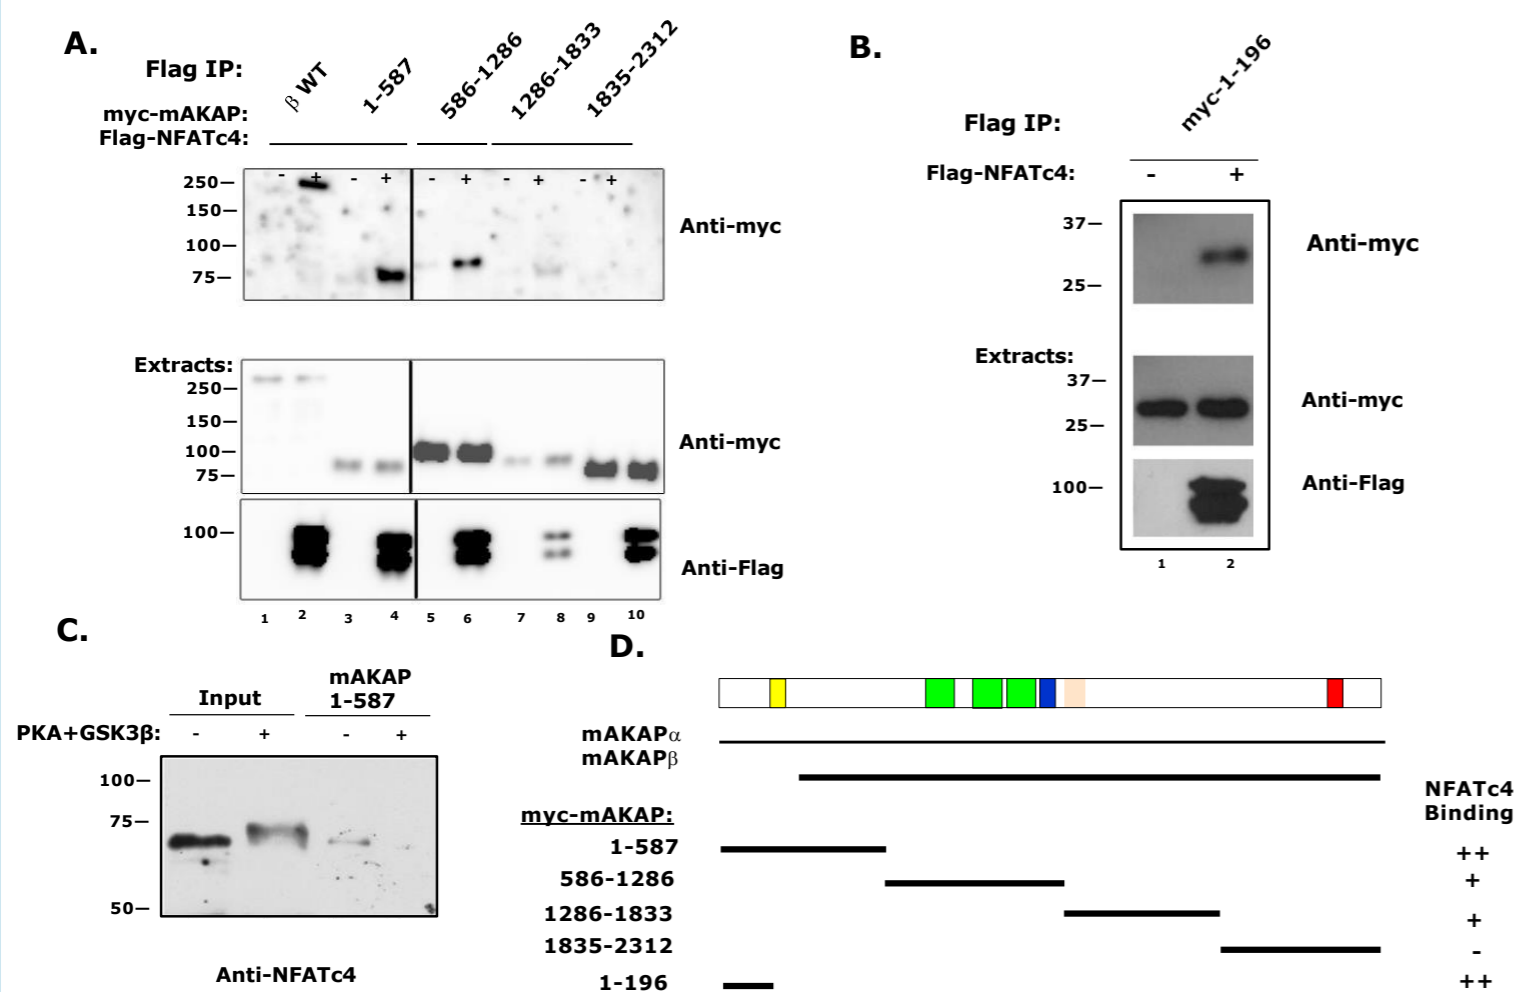 A.
Flag IP:
myc-mAKAP:
Flag-NFATc4:
β WT
1-587
586-1286
1286-1833
1835-2312
- + - + - + - + - +
250—
150—
100—
75—
Anti-myc
Extracts:
250—
150—
100—
75—
Anti-myc
100—
Anti-Flag
1 2 3 4 5 6 7 8 9 10
B.
myc-1-196
Flag IP:
Flag-NFATc4: - +
37—
25—
Anti-myc
Extracts:
37—
25—
Anti-myc
100—
Anti-Flag
1 2
C.
Input
mAKAP
1-587
PKA+GSK3β: - + - +
100—
75—
50—
Anti-NFATc4
D.
mAKAPα
mAKAPβ
NFATc4
Binding
myc-mAKAP:
1-587 ++
586-1286 +
1286-1833 +
1835-2312 -
1-196 ++